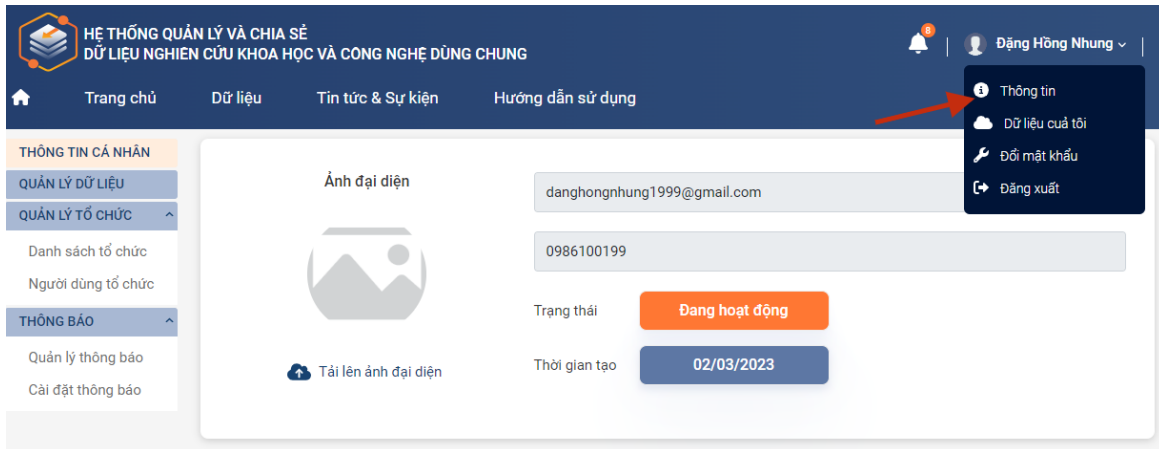 HỆ THỐNG QUẢN LÝ VÀ CHIA SẺ
DỮ LIỆU NGHIÊN CỨU KHOA HỌC VÀ CÔNG NGHỆ DÙNG CHUNG
8
Đặng Hồng Nhung
Trang chủ
Dữ liệu
Tin tức & Sự kiện
Hướng dẫn sử dụng
Thông tin
Dữ liệu cuả tôi
Đổi mật khẩu
Đăng xuất
THÔNG TIN CÁ NHÂN
QUẢN LÝ DỮ LIỆU
QUẢN LÝ TỔ CHỨC
Danh sách tổ chức
Người dùng tổ chức
THÔNG BÁO
Quản lý thông báo
Cài đặt thông báo
Ảnh đại diện
Tải lên ảnh đại diện
danghongnhung1999@gmail.com
0986100199
Trạng thái
Đang hoạt động
Thời gian tạo
02/03/2023